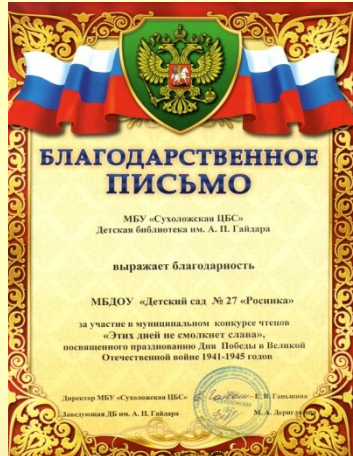 БЛАГОДАРСТВЕННОЕ
ПИСЬМО
МБУ «Сухоложская ЦБС»
Детская библиотека им. А. П. Гайдара
выражает благодарность
МБДОУ «Детский сад № 27 «Росинка»
за участие в муниципальном конкурсе чтецов
«Этих дней не смолкнет слава»,
посвященного празднованию Дня Победы в Великой
Отечественной войне 1941-1945 годов
Директор МБУ «Сухоложская ЦБС» Е. В. Ганьшина
Заведующая ДБ им. А. П. Гайдара М. А.